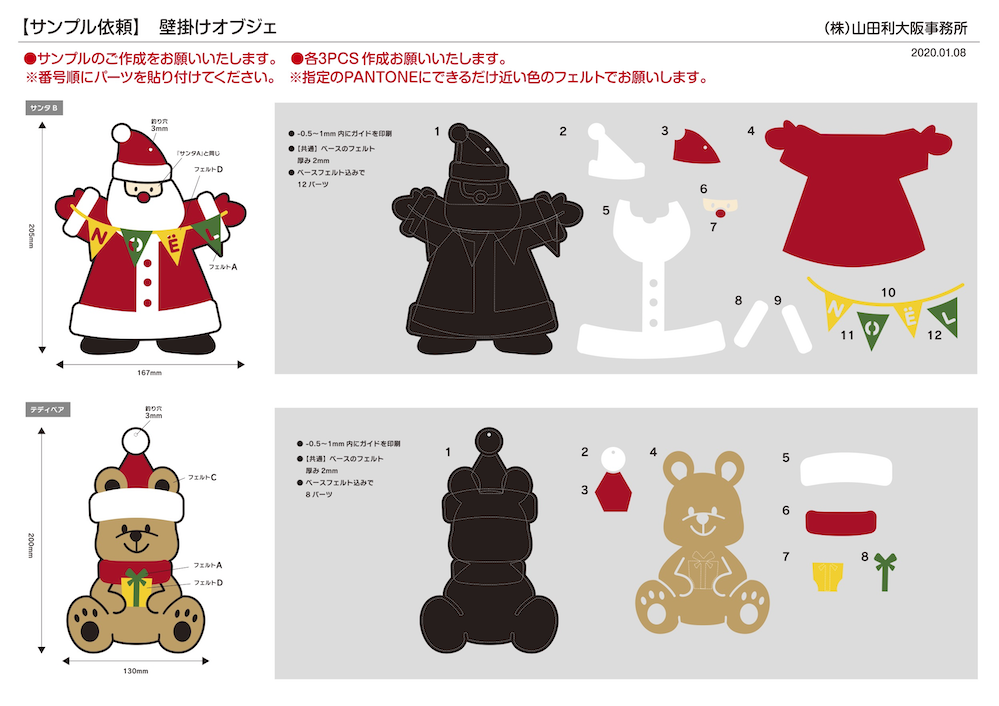 【サンプル依頼】 壁掛けオブジェ
(株)山田利大阪事務所
2020.01.08
●サンプルのご作成をお願いいたします。 ●各3PCS 作成お願いいたします。
※番号順にパーツを貼り付けてください。 ※指定のPANTONEにできるだけ近い色のフェルトでお願いします。
サンタB
釣り穴
3mm
「サンタA」と同じ
フェルトD
フェルトA
205mm
167mm
NOËL
● -0.5〜1mm 内にガイドを印刷
● 【共通】ベースのフェルト
厚み 2mm
● ベースフェルト込みで
12 パーツ
1
2
3
4
5
6
7
8
9
10
11
12
NOËL
テディベア
釣り穴
3mm
フェルトC
フェルトA
フェルトD
200mm
130mm
● -0.5〜1mm 内にガイドを印刷
● 【共通】ベースのフェルト
厚み 2mm
● ベースフェルト込みで
8 パーツ
1
2
3
4
5
6
7
8